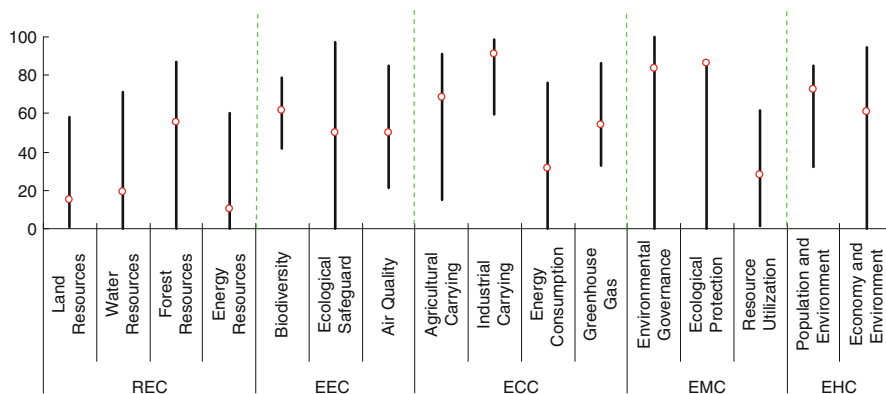 100
80
60
40
20
0
Land
Resources
Water
Resources
Forest
Resources
Energy
Resources
Biodiversity
Ecological
Safeguard
Air Quality
Agricultural
Carrying
Industrial
Carrying
Energy
Consumption
Greenhouse
Gas
Environmental
Governance
Ecological
Protection
Resource
Utilization
Population and
Environment
Economy and
Environment
REC
EEC
ECC
EMC
EHC